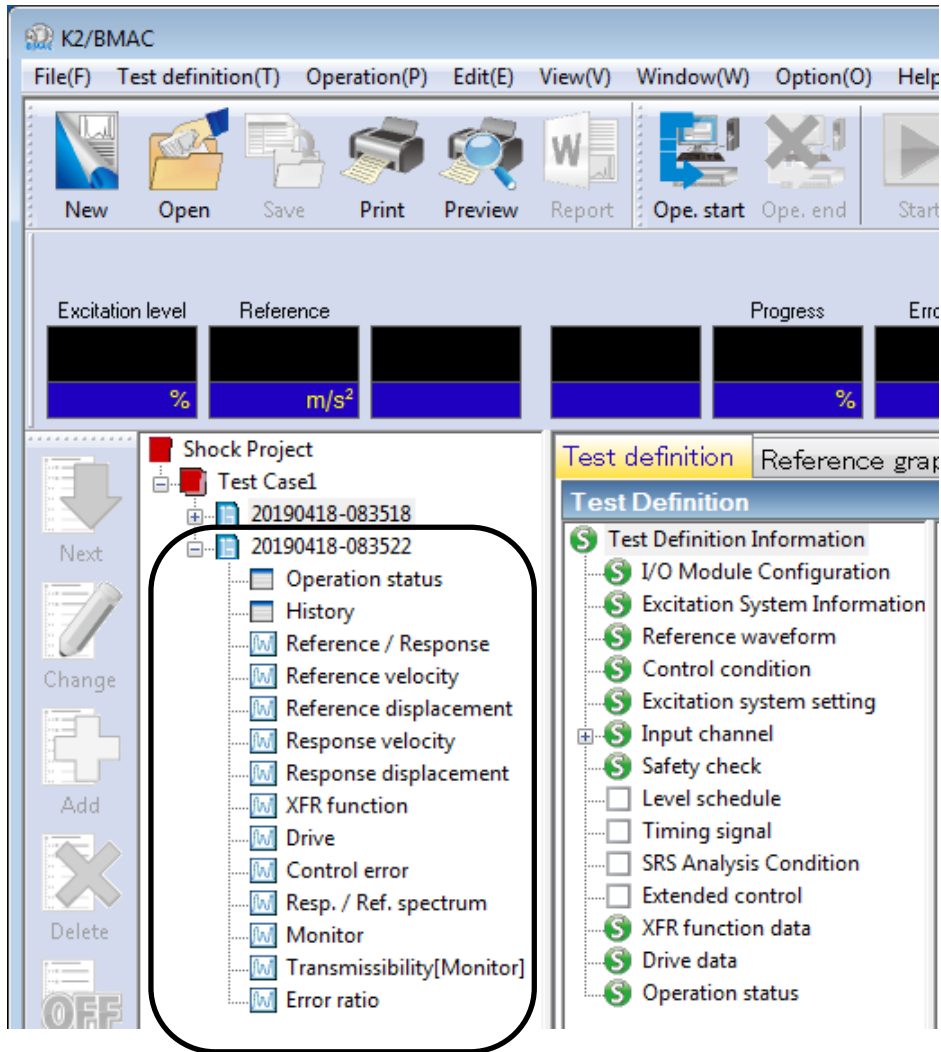 K2/BMAC
File(F) Test definition(T) Operation(P) Edit(E) View(V) Window(W) Option(O) Help
New Open Save Print Preview Report Ope. start Ope. end Start
Excitation level Reference Progress Erro
% m/s² %
Next
Change
Add
Delete
OFF
Shock Project
Test Case1
20190418-083518
20190418-083522
Operation status
History
Reference / Response
Reference velocity
Reference displacement
Response velocity
Response displacement
XFR function
Drive
Control error
Resp. / Ref. spectrum
Monitor
Transmissibility[Monitor]
Error ratio
Test definition Reference grap
Test Definition
Test Definition Information
I/O Module Configuration
Excitation System Information
Reference waveform
Control condition
Excitation system setting
Input channel
Safety check
Level schedule
Timing signal
SRS Analysis Condition
Extended control
XFR function data
Drive data
Operation status